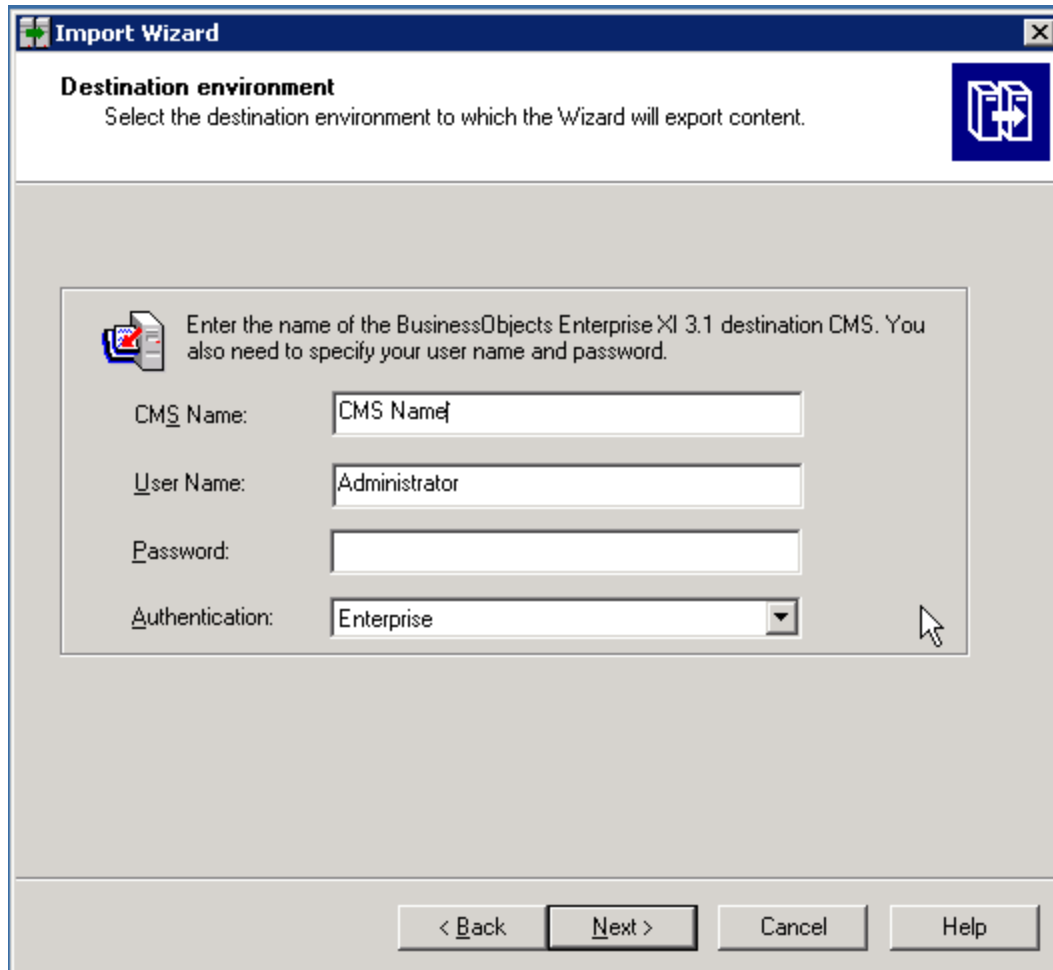 Import Wizard
Destination environment
Select the destination environment to which the Wizard will export content.
Enter the name of the BusinessObjects Enterprise XI 3.1 destination CMS. You
also need to specify your user name and password.
CMS Name:
CMS Name
User Name:
Administrator
Password:
Authentication:
Enterprise
< Back
Next >
Cancel
Help